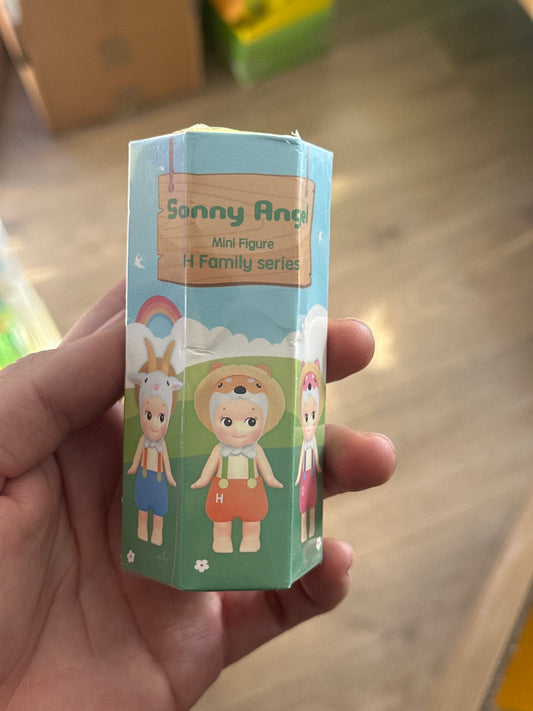 Sonny Angel
Mini Figure
H Family series
H